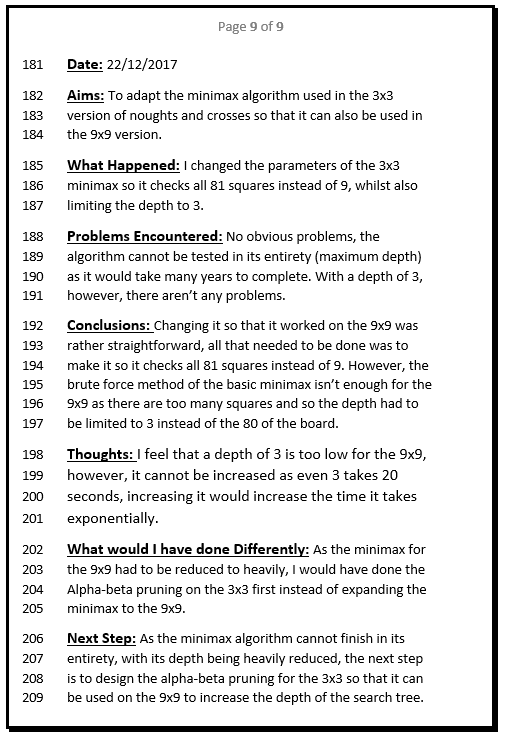 Page 9 of 9
181 Date: 22/12/2017
182 Aims: To adapt the minimax algorithm used in the 3x3
183 version of noughts and crosses so that it can also be used in
184 the 9x9 version.
185 What Happened: I changed the parameters of the 3x3
186 minimax so it checks all 81 squares instead of 9, whilst also
187 limiting the depth to 3.
188 Problems Encountered: No obvious problems, the
189 algorithm cannot be tested in its entirety (maximum depth)
190 as it would take many years to complete. With a depth of 3,
191 however, there aren’t any problems.
192 Conclusions: Changing it so that it worked on the 9x9 was
193 rather straightforward, all that needed to be done was to
194 make it so it checks all 81 squares instead of 9. However, the
195 brute force method of the basic minimax isn’t enough for the
196 9x9 as there are too many squares and so the depth had to
197 be limited to 3 instead of the 80 of the board.
198 Thoughts: I feel that a depth of 3 is too low for the 9x9,
199 however, it cannot be increased as even 3 takes 20
200 seconds, increasing it would increase the time it takes
201 exponentially.
202 What would I have done Differently: As the minimax for
203 the 9x9 had to be reduced to heavily, I would have done the
204 Alpha-beta pruning on the 3x3 first instead of expanding the
205 minimax to the 9x9.
206 Next Step: As the minimax algorithm cannot finish in its
207 entirety, with its depth being heavily reduced, the next step
208 is to design the alpha-beta pruning for the 3x3 so that it can
209 be used on the 9x9 to increase the depth of the search tree.